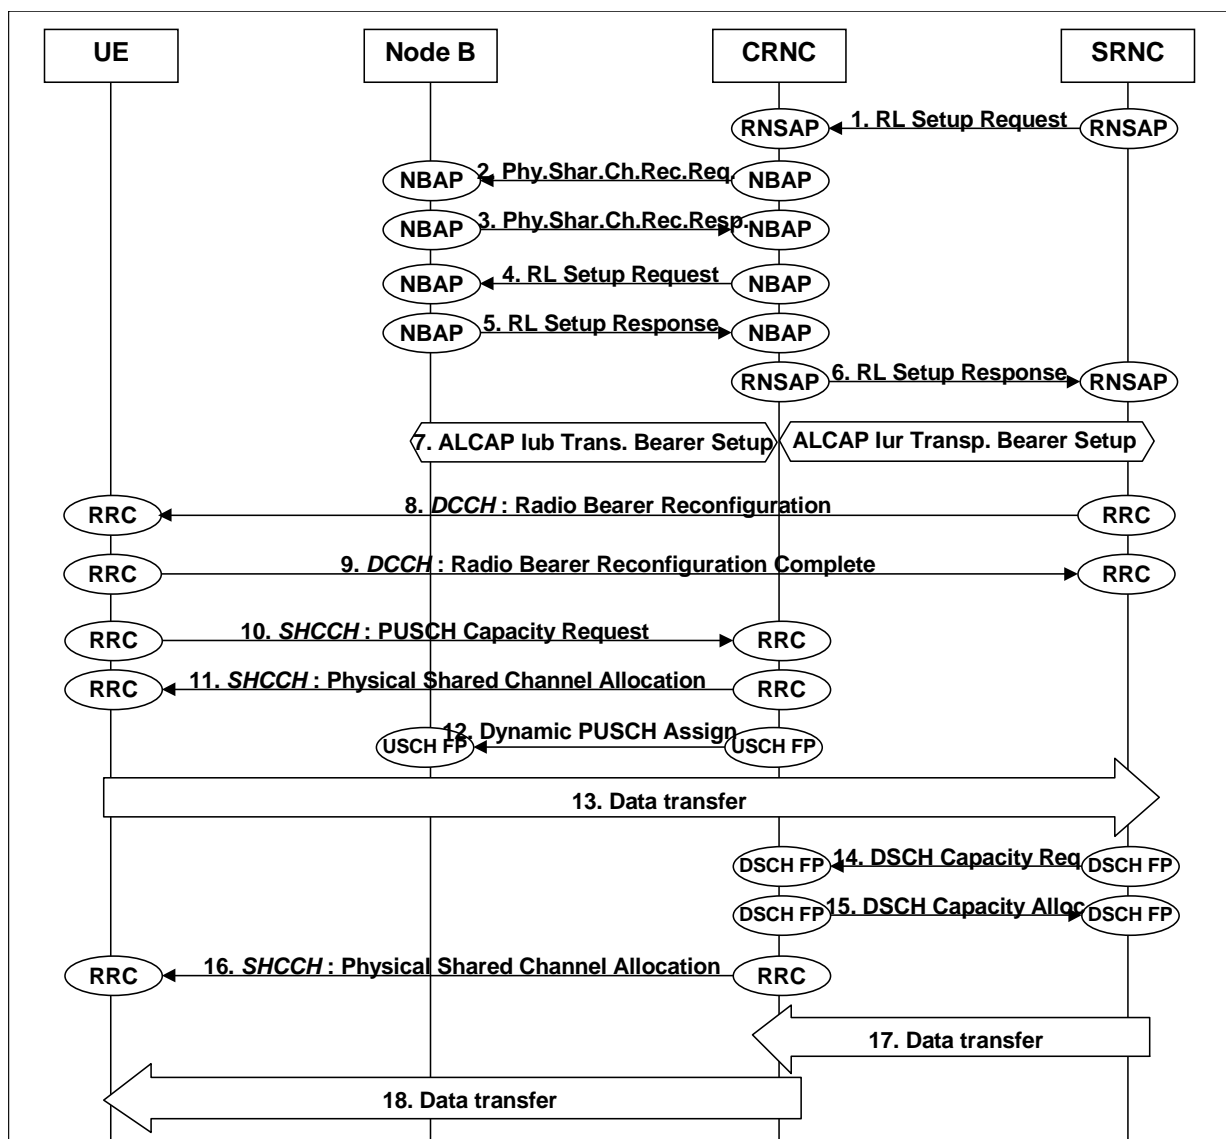 UE Node B CRNC SRNC
RNSAP 1. RL Setup Request RNSAP
NBAP 2. Phy.Shar.Ch.Rec.Req. NBAP
NBAP 3. Phy.Shar.Ch.Rec.Resp. NBAP
NBAP 4. RL Setup Request NBAP
NBAP 5. RL Setup Response NBAP
RNSAP 6. RL Setup Response RNSAP
7. ALCAP Iub Trans. Bearer Setup ALCAP Iur Transp. Bearer Setup
RRC 8. DCCH : Radio Bearer Reconfiguration RRC
RRC 9. DCCH : Radio Bearer Reconfiguration Complete RRC
RRC 10. SHCCH : PUSCH Capacity Request RRC
RRC 11. SHCCH : Physical Shared Channel Allocation RRC
USCH FP 12. Dynamic PUSCH Assign USCH FP
13. Data transfer
DSCH FP 14. DSCH Capacity Req DSCH FP
DSCH FP 15. DSCH Capacity Alloc DSCH FP
RRC 16. SHCCH : Physical Shared Channel Allocation RRC
17. Data transfer
18. Data transfer